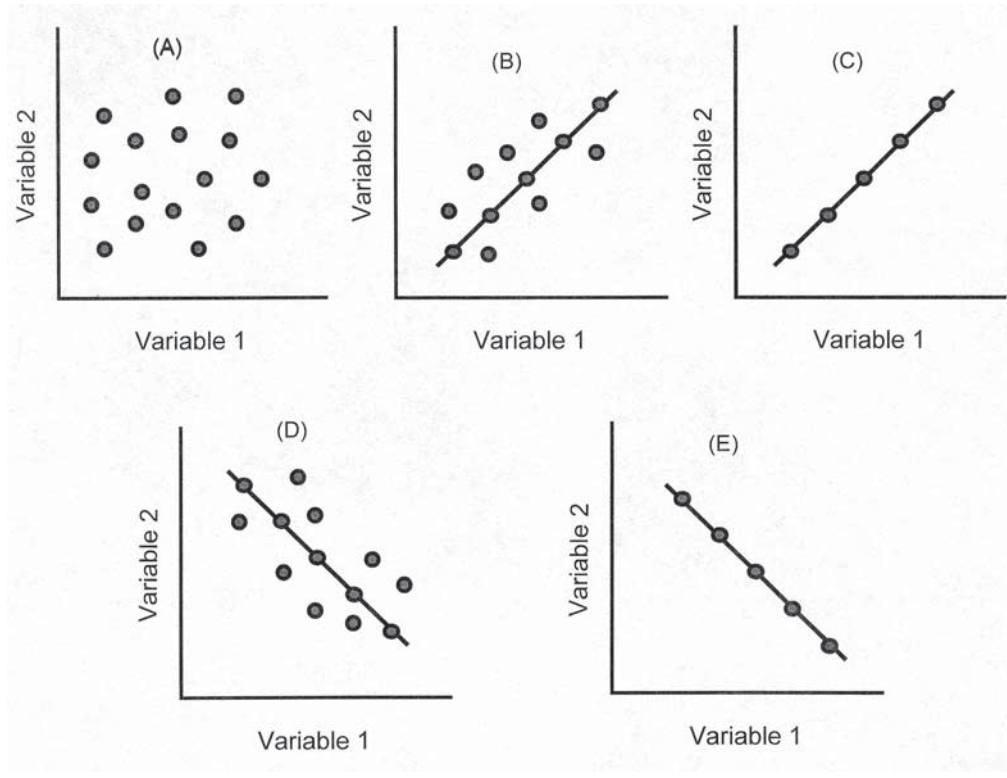 (A)
Variable 2
Variable 1
(B)
Variable 2
Variable 1
(C)
Variable 2
Variable 1
(D)
Variable 2
Variable 1
(E)
Variable 2
Variable 1